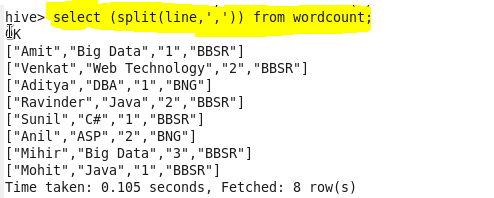 hive> select (split(line,',')) from wordcount;
OK
["Amit","Big Data","1","BBSR"]
["Venkat","Web Technology","2","BBSR"]
["Aditya","DBA","1","BNG"]
["Ravinder","Java","2","BBSR"]
["Sunil","C#","1","BBSR"]
["Anil","ASP","2","BNG"]
["Mihir","Big Data","3","BBSR"]
["Mohit","Java","1","BBSR"]
Time taken: 0.105 seconds, Fetched: 8 row(s)